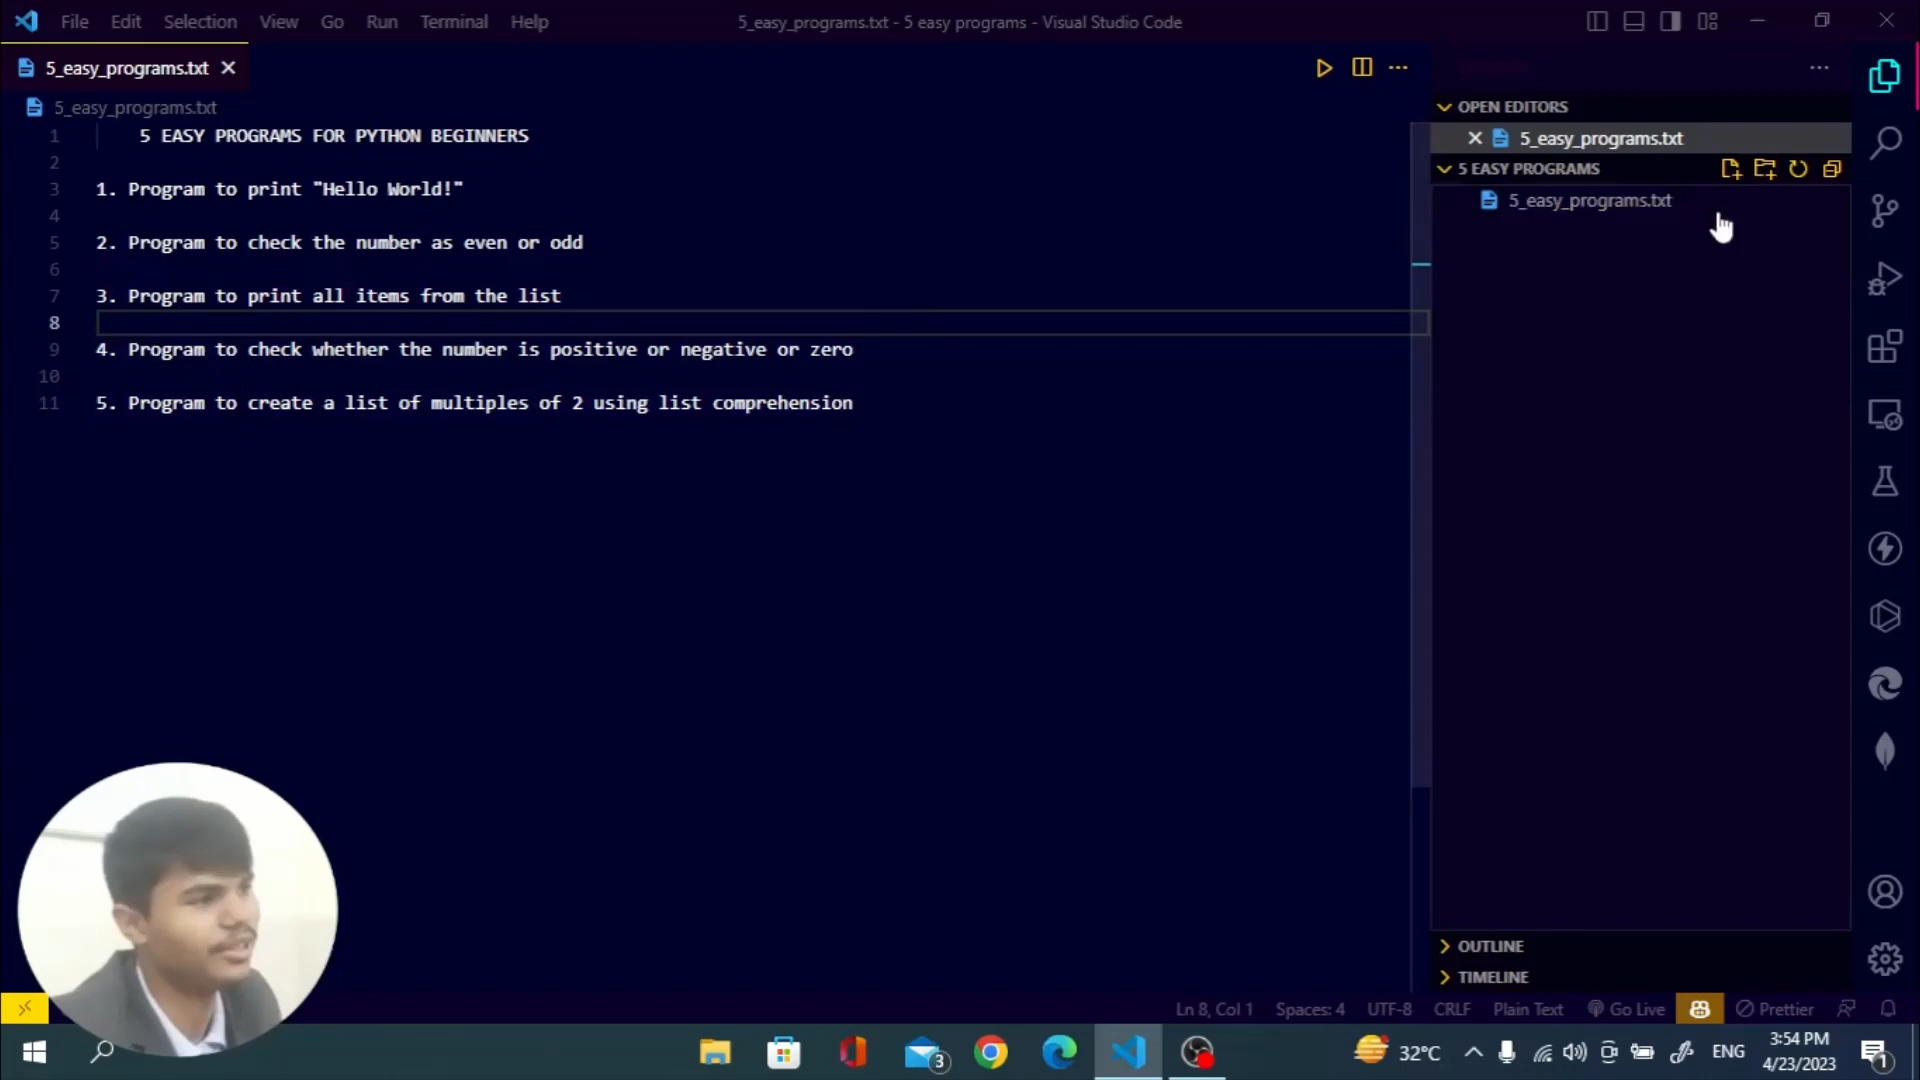 File Edit Selection View Go Run Terminal Help 5_easy_programs.txt - 5 easy programs - Visual Studio Code
5_easy_programs.txt
5_easy_programs.txt
1 5 EASY PROGRAMS FOR PYTHON BEGINNERS
2
3 1. Program to print "Hello World!"
4
5 2. Program to check the number as even or odd
6
7 3. Program to print all items from the list
8
9 4. Program to check whether the number is positive or negative or zero
10
11 5. Program to create a list of multiples of 2 using list comprehension
OPEN EDITORS
5_easy_programs.txt
5 EASY PROGRAMS
5_easy_programs.txt
OUTLINE
TIMELINE
Ln 8, Col 1 Spaces: 4 UTF-8 CRLF Plain Text Go Live Prettier
3 32°C ENG 3:54 PM
4/23/2023 1